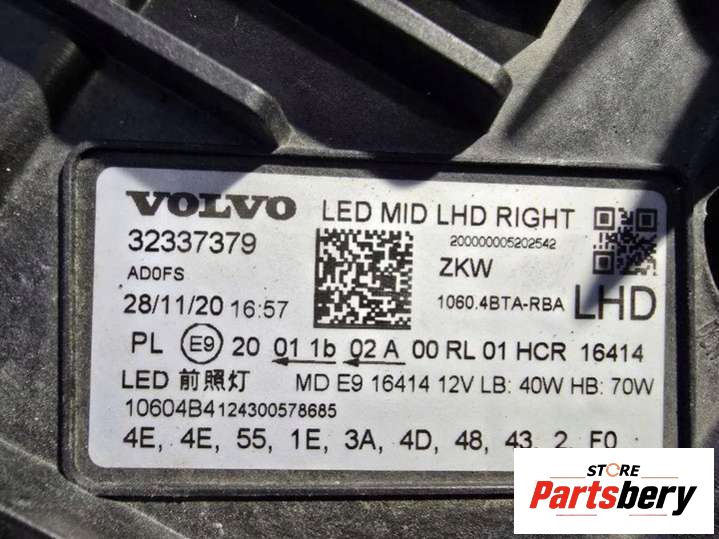 VOLVO LED MID LHD RIGHT
32337379 200000005202542
AD0FS ZKW
28/11/20 16:57 1060.4BTA-RBA LHD
PL E9 20 01 1b 02 A 00 RL 01 HCR 16414
LED 前照灯 MD E9 16414 12V LB: 40W HB: 70W
10604B4124300578685
4E, 4E, 55, 1E, 3A, 4D, 48, 43, 2, F0
STORE
Partsbery